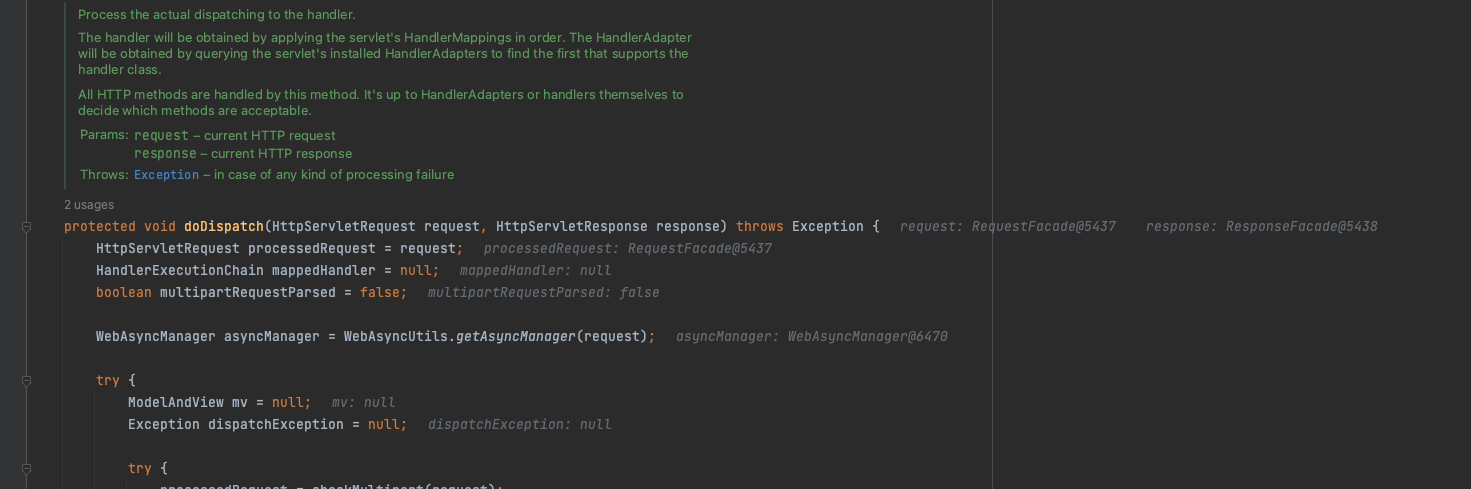 Process the actual dispatching to the handler.
The handler will be obtained by applying the servlet's HandlerMappings in order. The HandlerAdapter
will be obtained by querying the servlet's installed HandlerAdapters to find the first that supports the
handler class.
All HTTP methods are handled by this method. It's up to HandlerAdapters or handlers themselves to
decide which methods are acceptable.
Params: request – current HTTP request
response – current HTTP response
Throws: Exception – in case of any kind of processing failure
2 usages
protected void doDispatch(HttpServletRequest request, HttpServletResponse response) throws Exception {   request: RequestFacade@5437    response: ResponseFacade@5438
    HttpServletRequest processedRequest = request;   processedRequest: RequestFacade@5437
    HandlerExecutionChain mappedHandler = null;   mappedHandler: null
    boolean multipartRequestParsed = false;   multipartRequestParsed: false
    WebAsyncManager asyncManager = WebAsyncUtils.getAsyncManager(request);   asyncManager: WebAsyncManager@6470
    try {
        ModelAndView mv = null;   mv: null
        Exception dispatchException = null;   dispatchException: null
        try {
            processedRequest = checkMultipart(request);